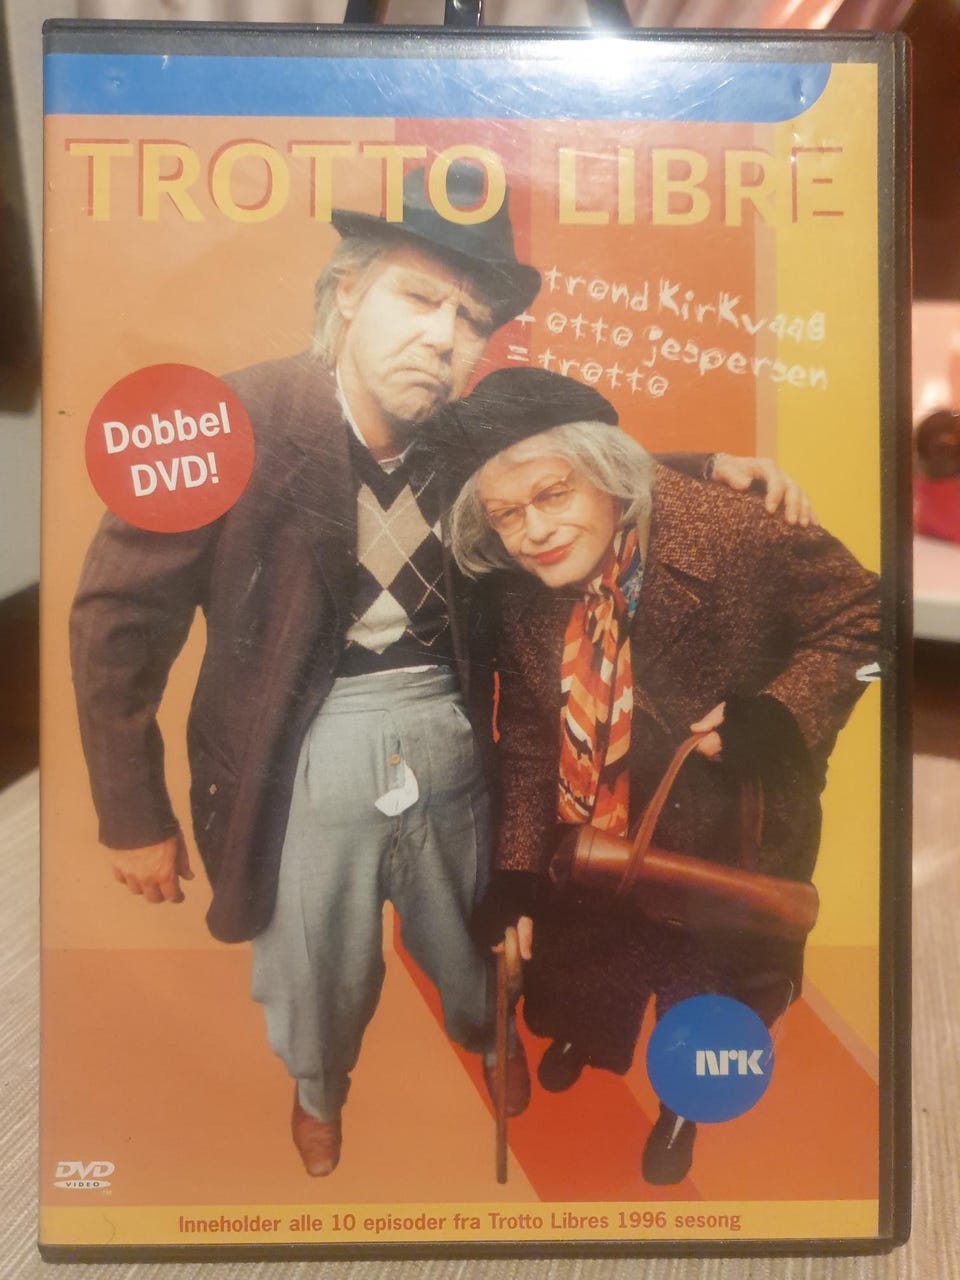 TROTTO LIBRE
trond Kirkvaag
+ otto jespersen
= trotto
Dobbel
DVD!
nrk
DVD
VIDEO
TM
Inneholder alle 10 episoder fra Trotto Libres 1996 sesong